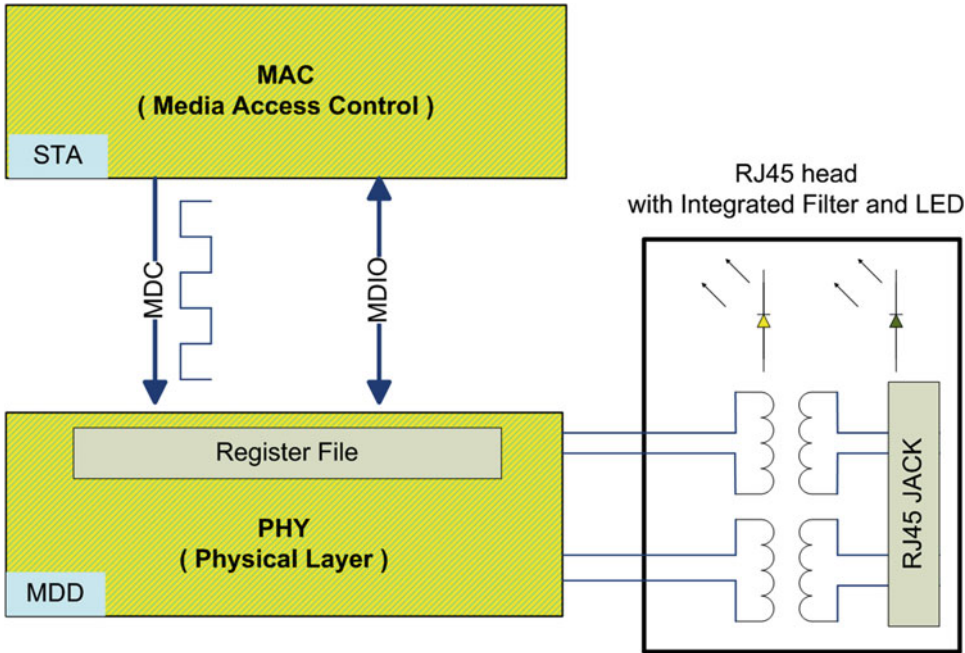 MAC
( Media Access Control )
STA
MDC
MDIO
RJ45 head
with Integrated Filter and LED
Register File
PHY
( Physical Layer )
MDD
RJ45 JACK